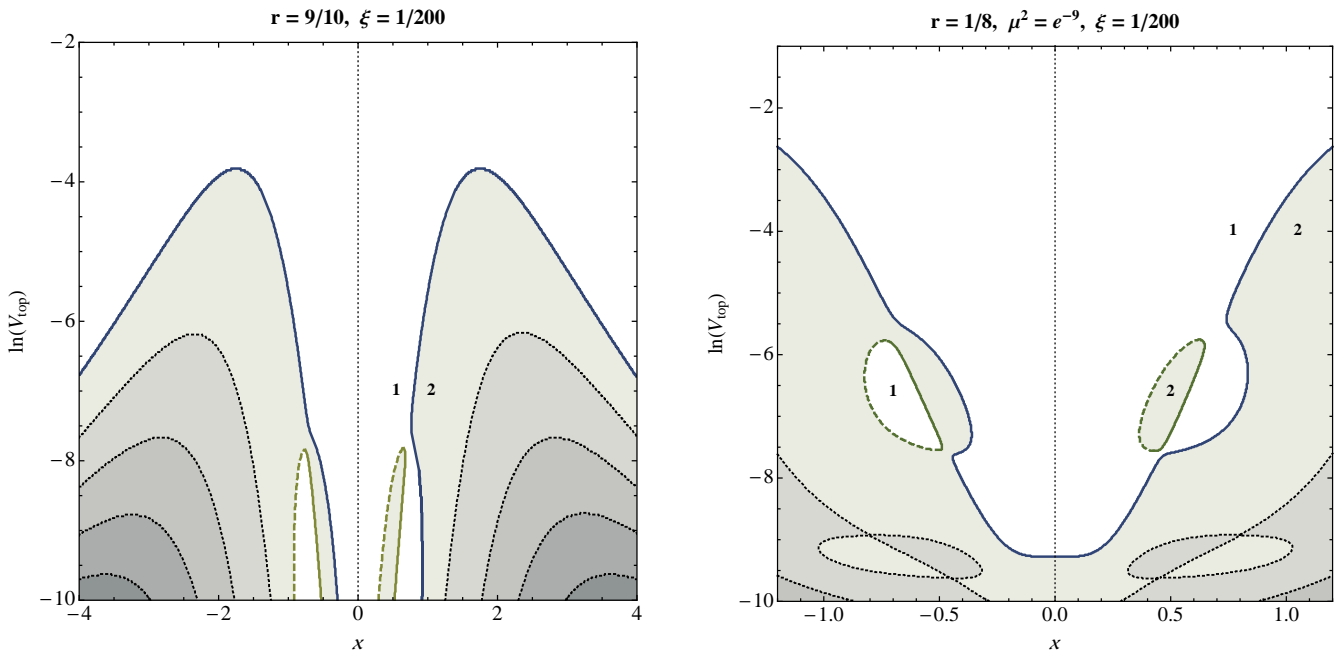 r = 9/10, ξ = 1/200
−2
−4
−6
−8
−10
ln(V_top)
1 2
−4 −2 0 2 4
x
r = 1/8, μ² = e⁻⁹, ξ = 1/200
−2
−4
−6
−8
−10
ln(V_top)
1 2
1 2
−1.0 −0.5 0.0 0.5 1.0
x